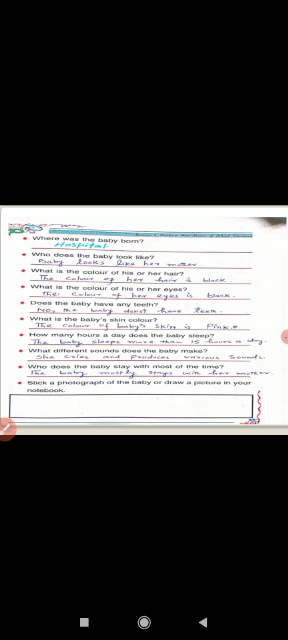 Where was the baby born?
Hospital
Who does the baby look like?
Baby looks like her mother
What is the colour of his or her hair?
The colour of her hair is black.
What is the colour of his or her eyes?
The colour of her eyes is black.
Does the baby have any teeth?
No, the baby donot have teeth.
What is the baby's skin colour?
The colour of baby's skin is Pink.
How many hours a day does the baby sleep?
The baby sleeps more than 15 hours a day.
What different sounds does the baby make?
She cries and produces various sounds.
Who does the baby stay with most of the time?
The baby mostly stays with her mother.
Stick a photograph of the baby or draw a picture in your
notebook.